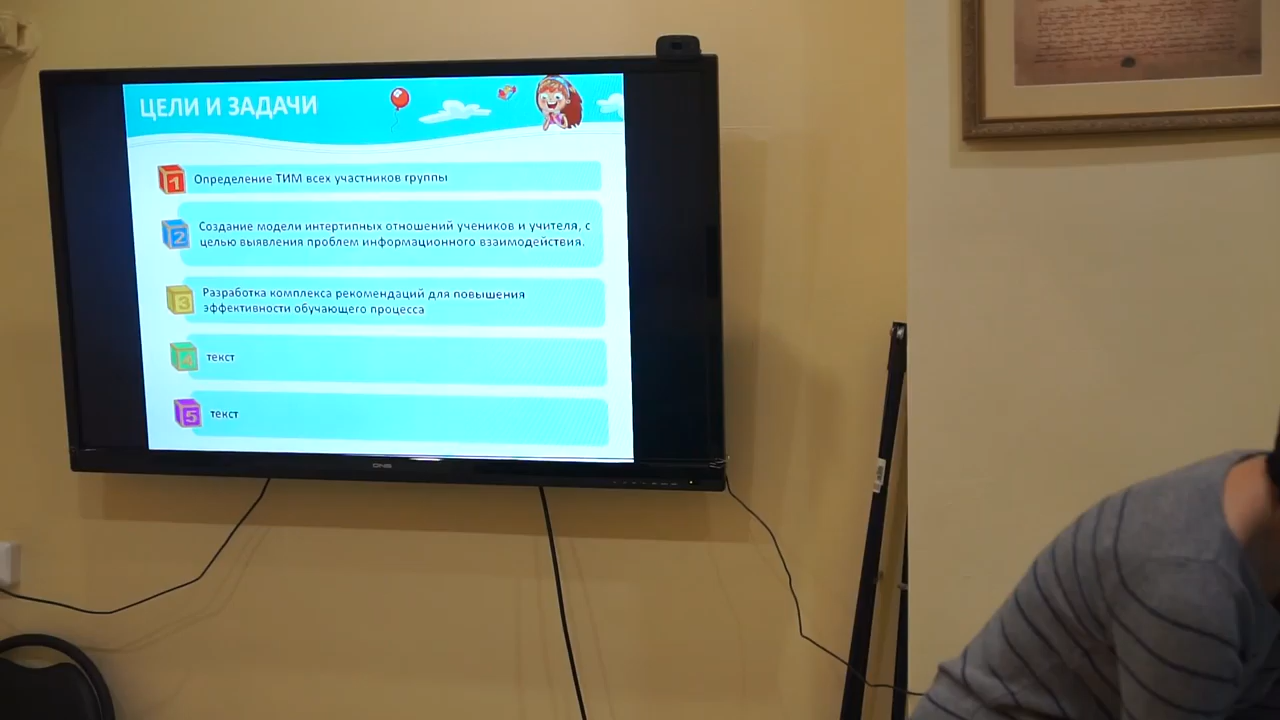 ЦЕЛИ И ЗАДАЧИ
1 Определение ТИМ всех участников группы
2 Создание модели интертипных отношений учеников и учителя, с
целью выявления проблем информационного взаимодействия.
3 Разработка комплекса рекомендаций для повышения
эффективности обучающего процесса
4 текст
5 текст